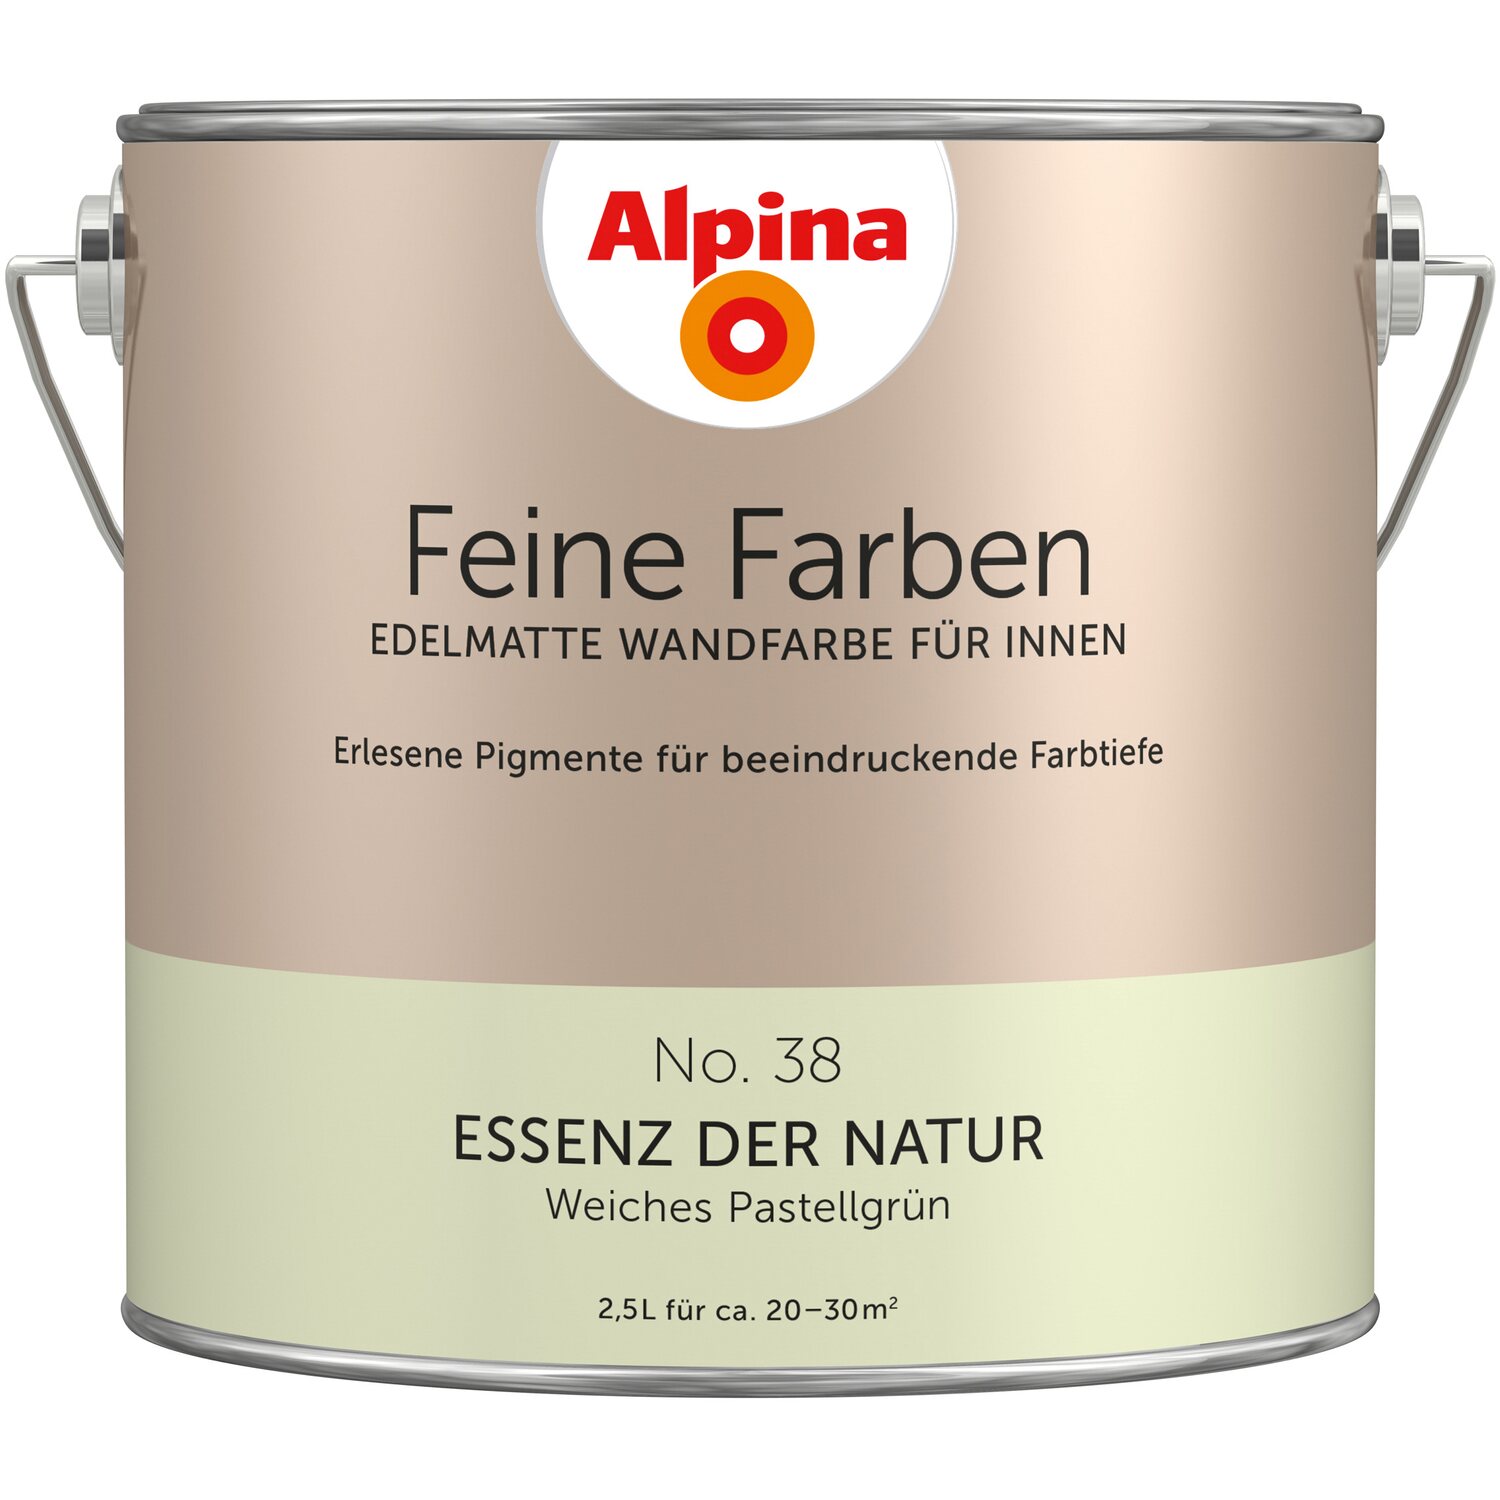 Alpina
Feine Farben
EDELMATTE WANDFARBE FÜR INNEN
Erlesene Pigmente für beeindruckende Farbtiefe
No. 38
ESSENZ DER NATUR
Weiches Pastellgrün
2,5L für ca. 20–30m²